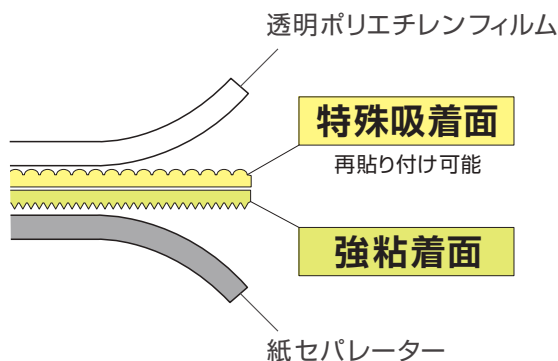 透明ポリエチレンフィルム
特殊吸着面
再貼り付け可能
強粘着面
紙セパレーター